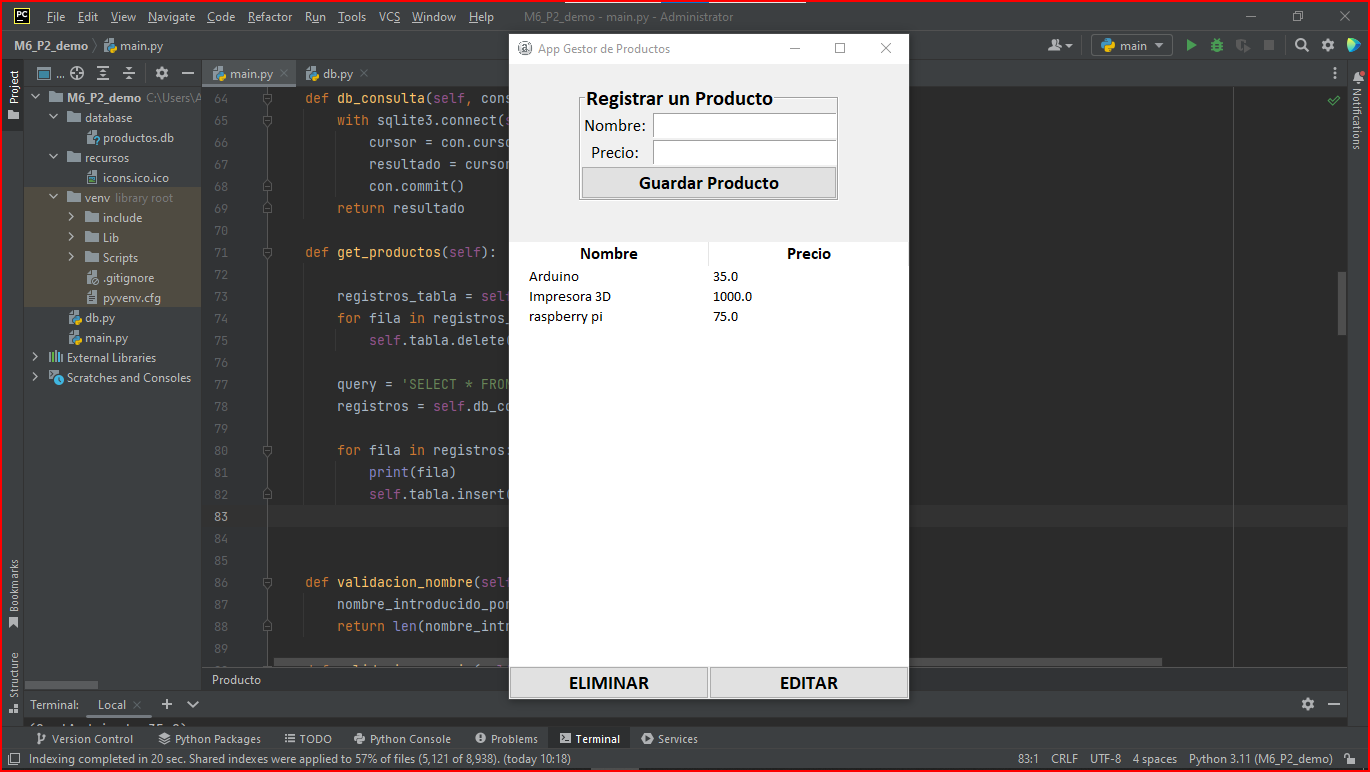 PC File Edit View Navigate Code Refactor Run Tools VCS Window Help M6_P2_demo - main.py - Administrator
M6_P2_demo main.py main
Project
... main.py db.py
M6_P2_demo C:\Users\A
database
productos.db
recursos
icons.ico.ico
venv library root
include
Lib
Scripts
.gitignore
pyvenv.cfg
db.py
main.py
External Libraries
Scratches and Consoles
Bookmarks
Structure
64 def db_consulta(self, cons
65 with sqlite3.connect(s
66 cursor = con.curso
67 resultado = cursor
68 con.commit()
69 return resultado
70
71 def get_productos(self):
72
73 registros_tabla = self
74 for fila in registros_
75 self.tabla.delete(
76
77 query = 'SELECT * FROM
78 registros = self.db_co
79
80 for fila in registros:
81 print(fila)
82 self.tabla.insert(
83
84
85
86 def validacion_nombre(self
87 nombre_introducido_por
88 return len(nombre_intr
89
Producto
App Gestor de Productos
Registrar un Producto
Nombre:
Precio:
Guardar Producto
Nombre Precio
Arduino 35.0
Impresora 3D 1000.0
raspberry pi 75.0
ELIMINAR EDITAR
Notifications
Terminal: Local
Version Control Python Packages TODO Python Console Problems Terminal Services
Indexing completed in 20 sec. Shared indexes were applied to 57% of files (5,121 of 8,938). (today 10:18) 83:1 CRLF UTF-8 4 spaces Python 3.11 (M6_P2_demo)